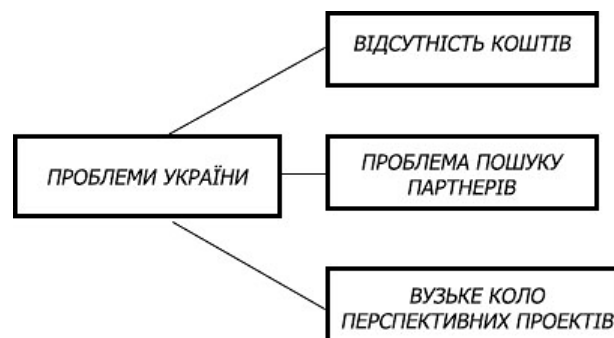 ВІДСУТНІСТЬ КОШТІВ
ПРОБЛЕМИ УКРАЇНИ
ПРОБЛЕМА ПОШУКУ
ПАРТНЕРІВ
ВУЗЬКЕ КОЛО
ПЕРСПЕКТИВНИХ ПРОЕКТІВ